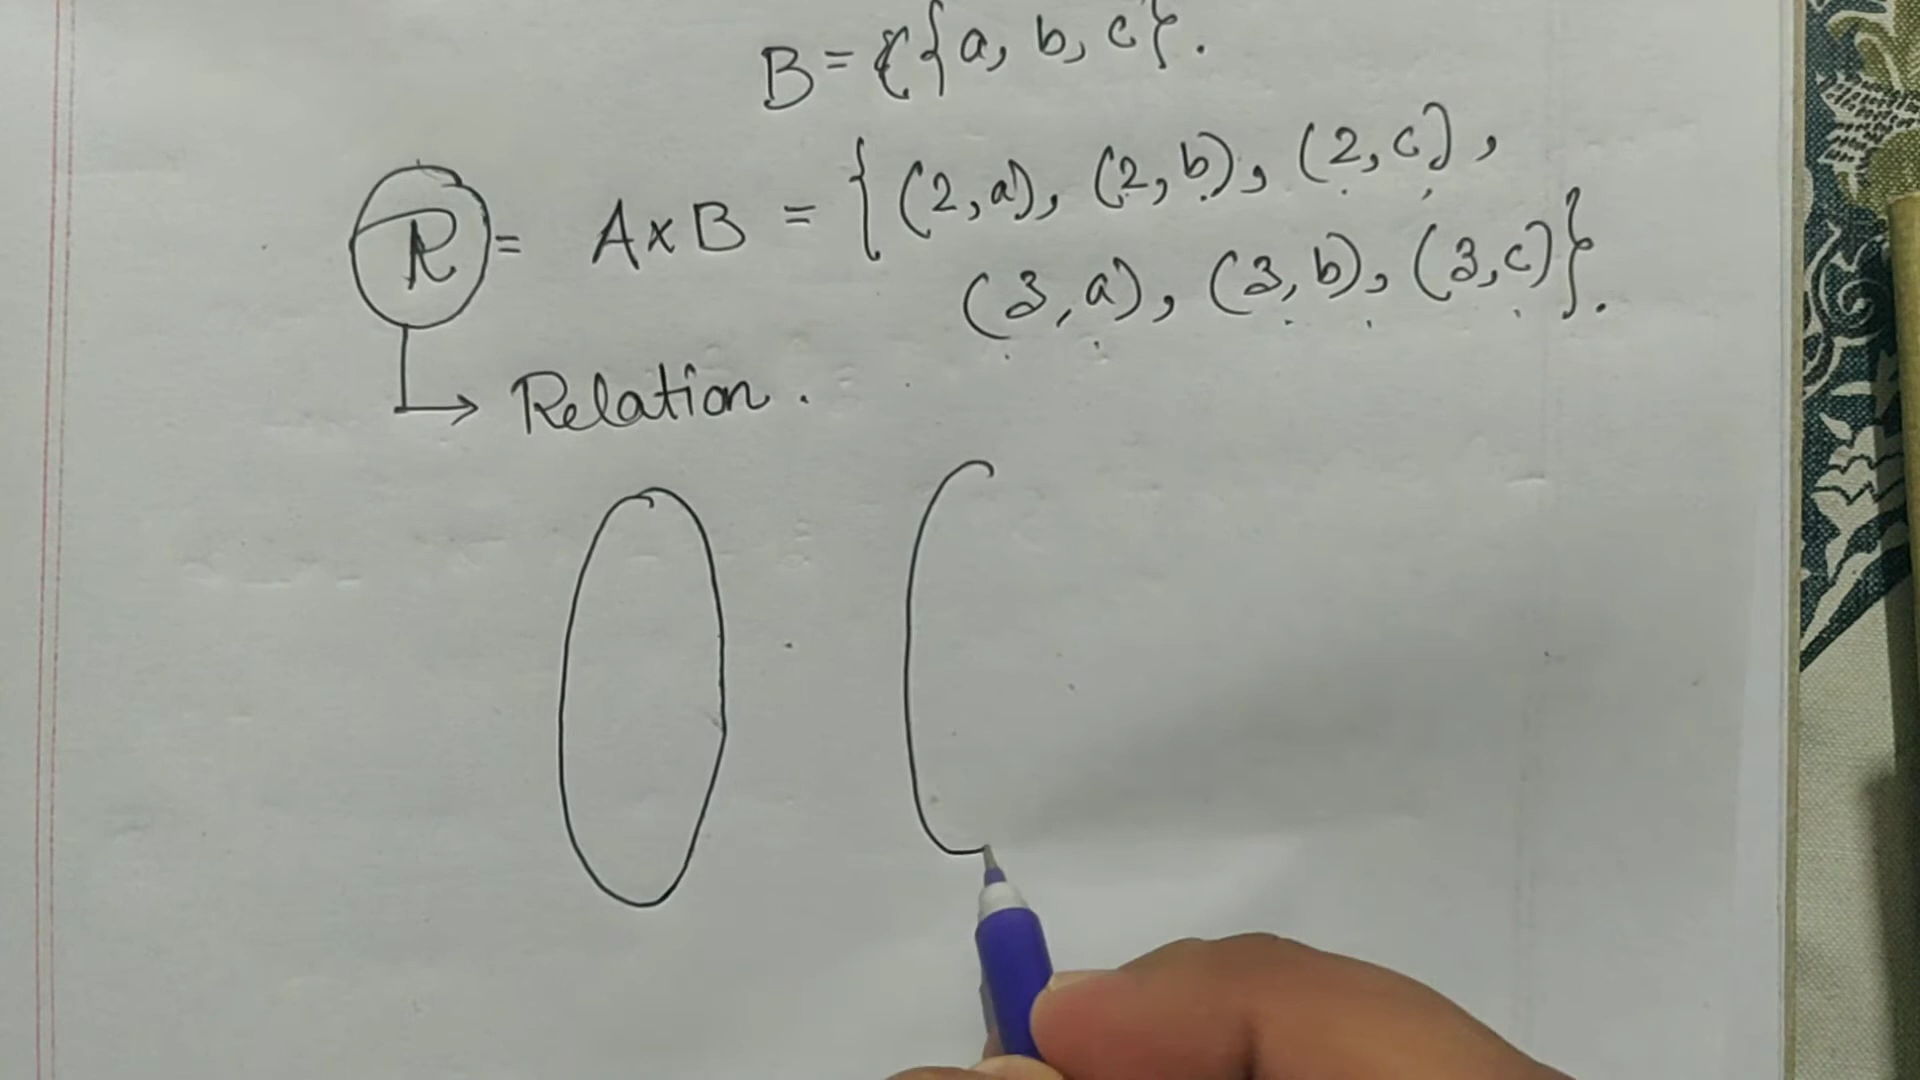 B = {{a, b, c}.
R = A x B = { (2, a), (2, b), (2, c),
(3, a), (3, b), (3, c) }.
Relation.